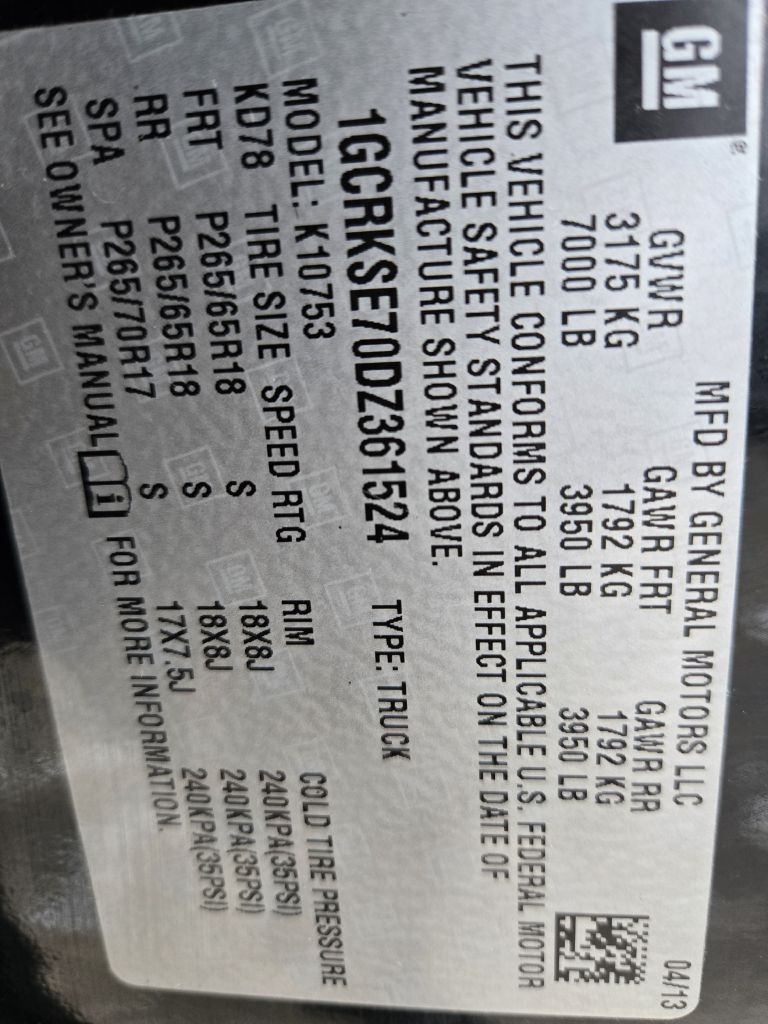 GM®
MFD BY GENERAL MOTORS LLC 04/13
GVWR GAWR FRT GAWR RR
3175 KG 1792 KG 1792 KG
7000 LB 3950 LB 3950 LB
THIS VEHICLE CONFORMS TO ALL APPLICABLE U.S. FEDERAL MOTOR
VEHICLE SAFETY STANDARDS IN EFFECT ON THE DATE OF
MANUFACTURE SHOWN ABOVE.
1GCRKSE70DZ361524 TYPE: TRUCK
MODEL: K10753
KD78 TIRE SIZE SPEED RTG RIM COLD TIRE PRESSURE
FRT P265/65R18 S 18X8J 240KPA(35PSI)
RR P265/65R18 S 18X8J 240KPA(35PSI)
SPA P265/70R17 S 17X7.5J 240KPA(35PSI)
SEE OWNER'S MANUAL i FOR MORE INFORMATION.